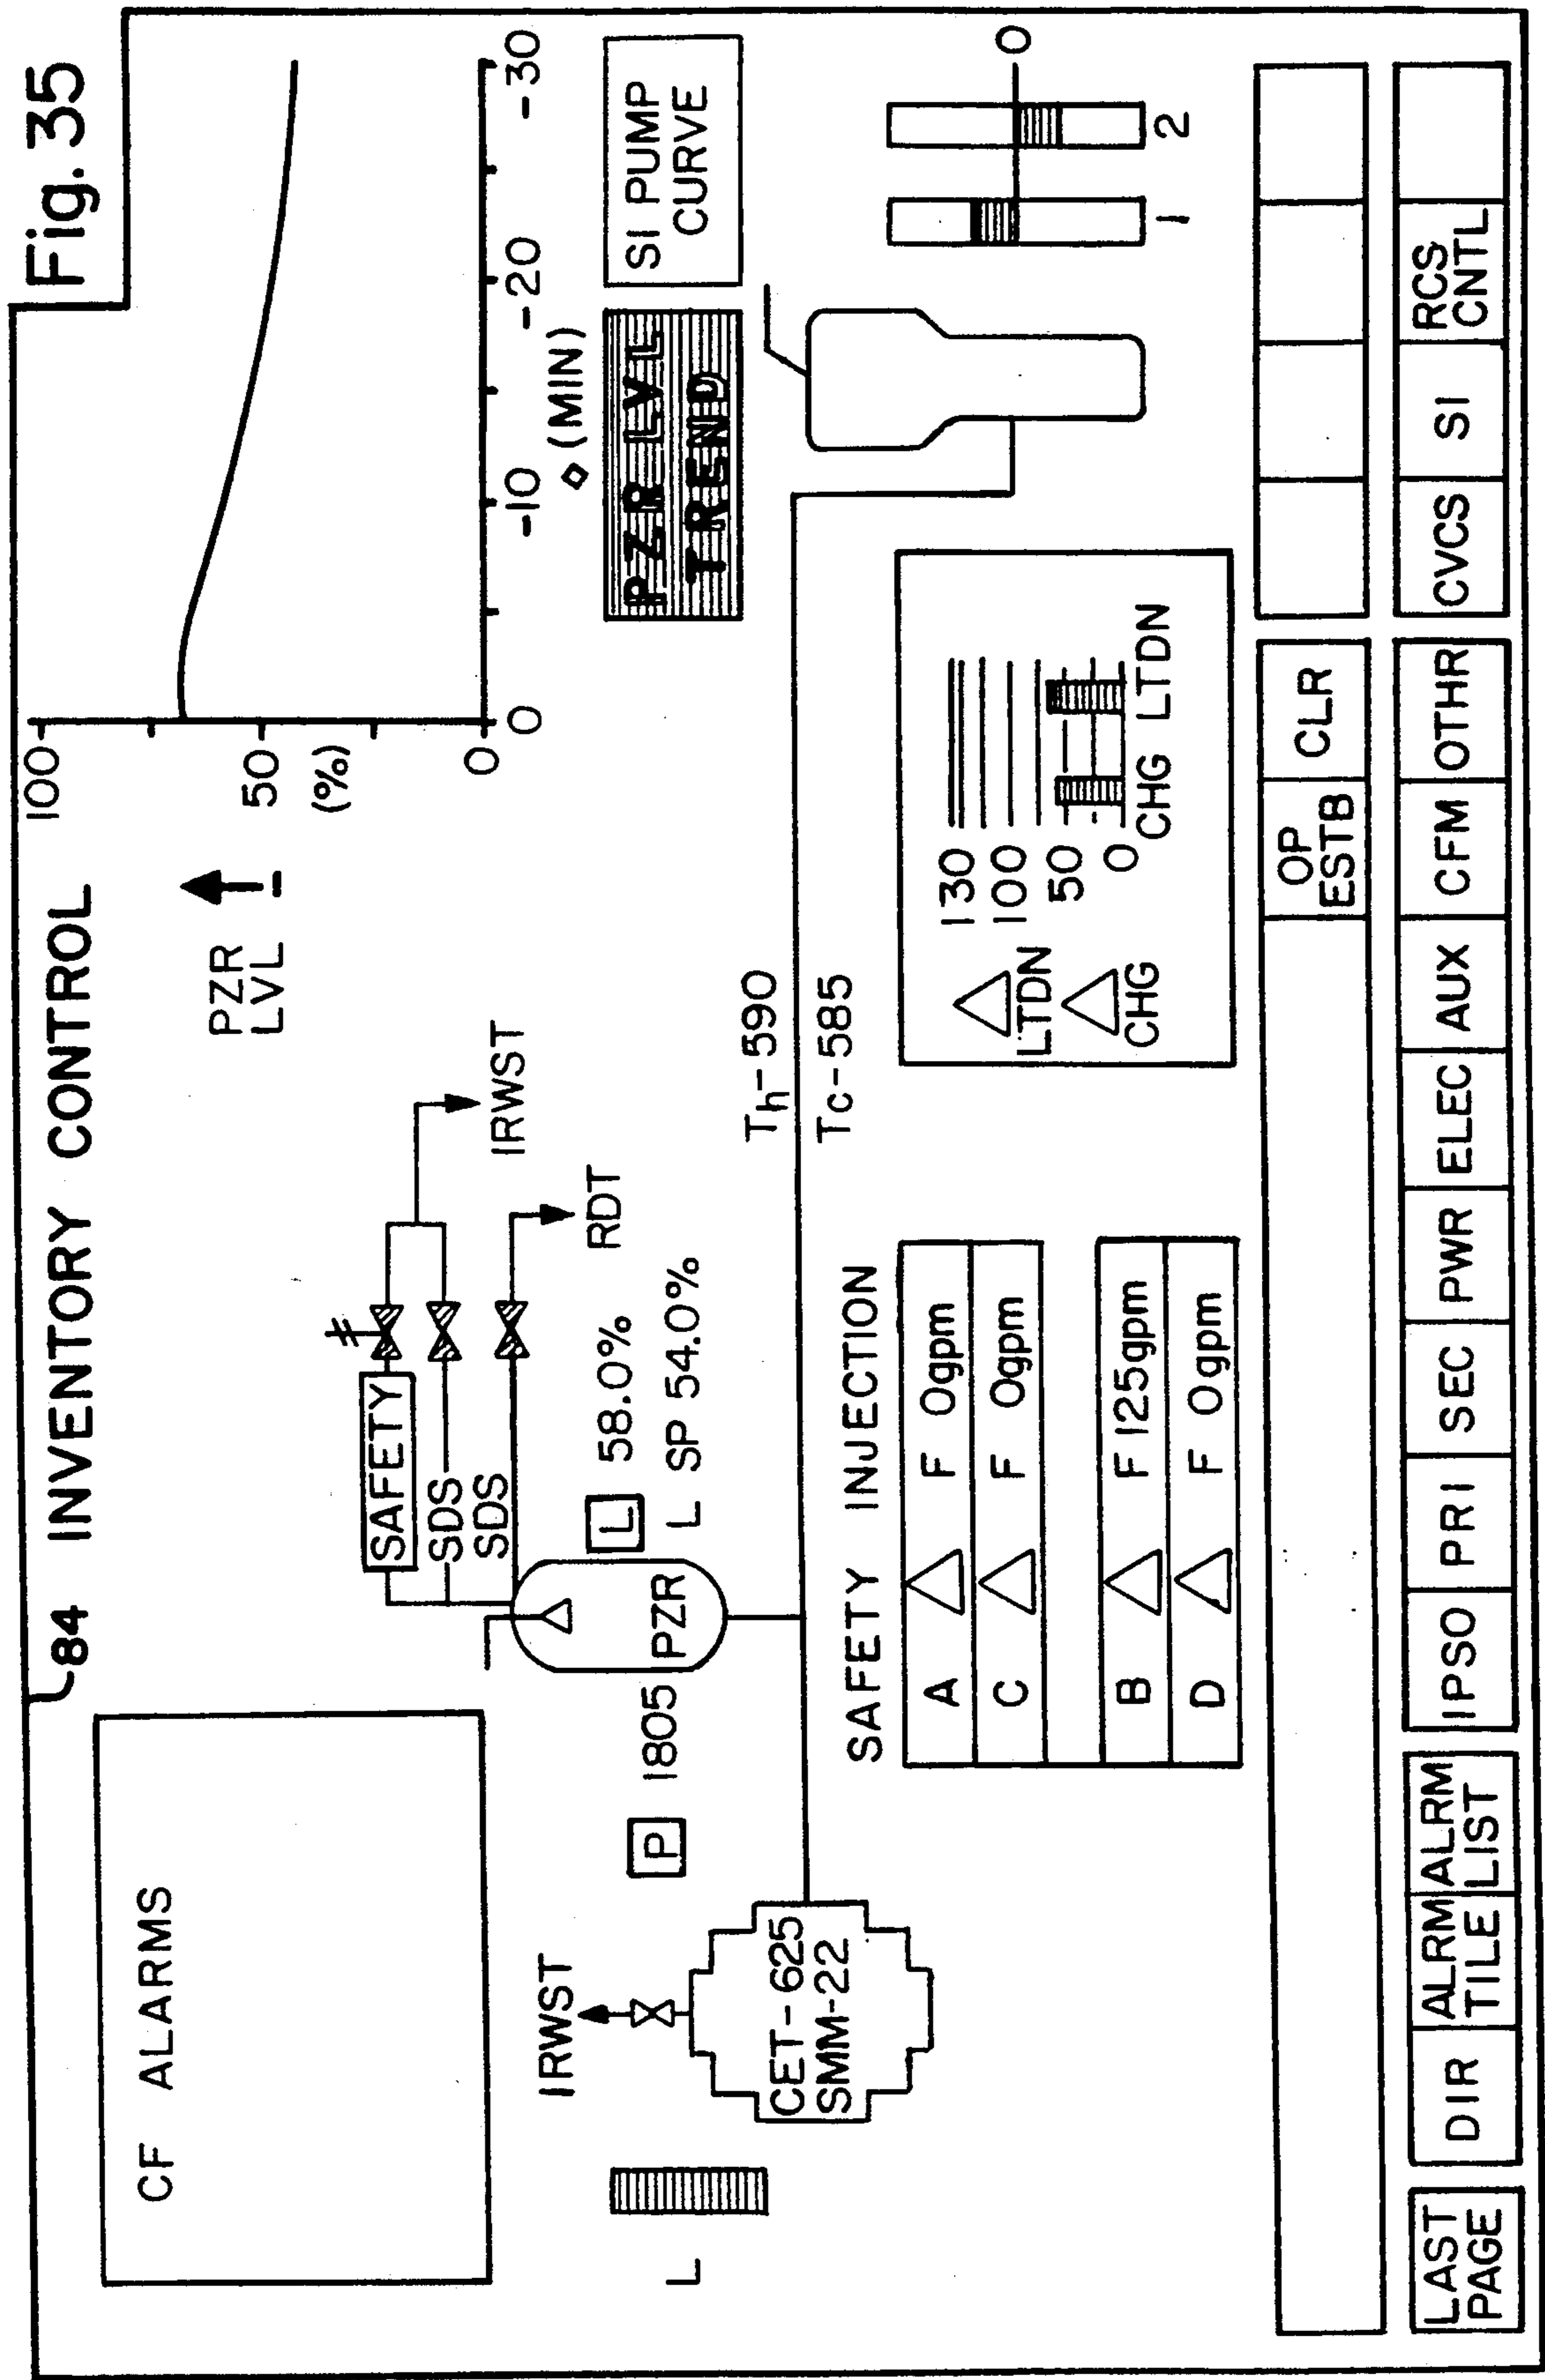 Fig. 35
84 INVENTORY CONTROL
CF ALARMS
PZR
LVL
100
50
(%)
0
0
-10
-20
-30
(MIN)
PZR LVL
TREND
SI PUMP
CURVE
SAFETY
SDS
SDS
IRWST
RDT
L 58.0%
L SP 54.0%
PZR
P 1805
IRWST
CET-625
SMM-22
L
Th-590
Tc-585
SAFETY INJECTION
A F 0gpm
C F 0gpm
B F 125gpm
D F 0gpm
LTDN
CHG
130
100
50
0
CHG LTDN
0
1
2
OP
ESTB
CLR
LAST
PAGE
DIR
ALRM
TILE
ALRM
LIST
IPSO
PRI
SEC
PWR
ELEC
AUX
CFM
OTHR
CVCS
SI
RCS
CNTL